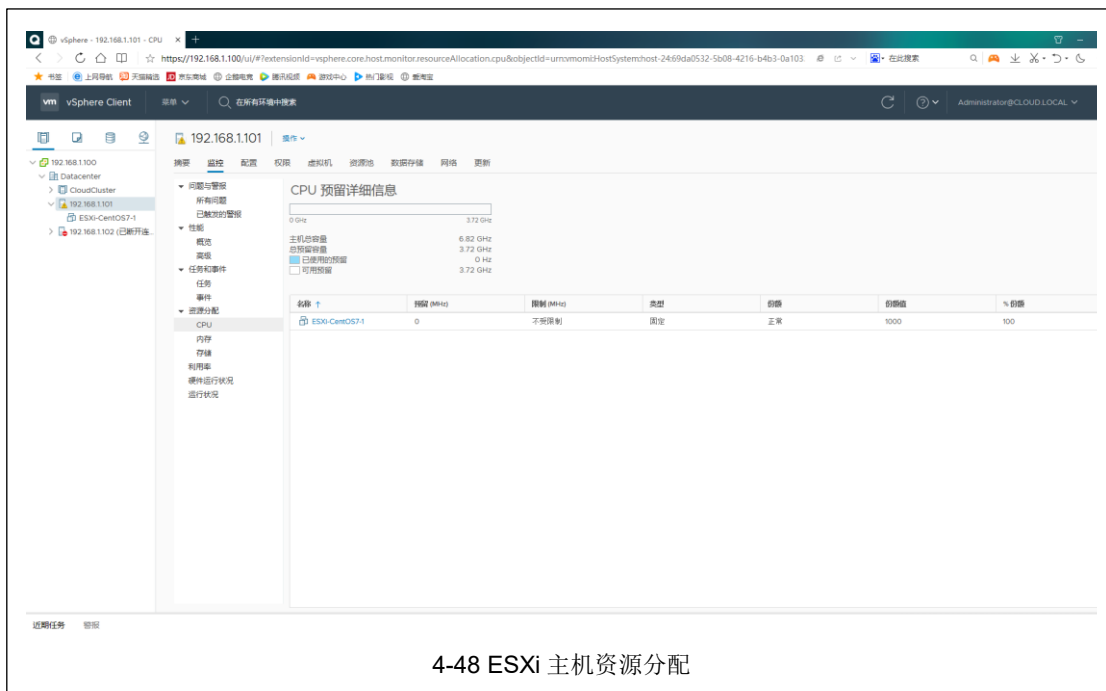 vSphere - 192.168.1.101 - CPU
https://192.168.1.100/ui/#?extensionId=vsphere.core.host.monitor.resourceAllocation.cpu&objectId=urn:vmomi:HostSystem:host-24:69da0532-5b08-4216-b4b3-0a103.
在此搜索
书签 上网导航 天猫精选 京东商城 企鹅电竞 腾讯视频 游戏中心 热门影视 爱淘宝
vm vSphere Client 菜单 在所有环境中搜索 Administrator@CLOUD.LOCAL
192.168.1.101 操作
摘要 监控 配置 权限 虚拟机 资源池 数据存储 网络 更新
192.168.1.100
Datacenter
CloudCluster
192.168.1.101
ESXi-CentOS7-1
192.168.1.102 (已断开连...
问题与警报
所有问题
已触发的警报
性能
概览
高级
任务和事件
任务
事件
资源分配
CPU
内存
存储
利用率
硬件运行状况
运行状况
CPU 预留详细信息
0 GHz 3.72 GHz
主机总容量 6.82 GHz
总预留容量 3.72 GHz
已使用的预留 0 Hz
可用预留 3.72 GHz
名称 ↑ 预留 (MHz) 限制 (MHz) 类型 份额 份额值 % 份额
ESXi-CentOS7-1 0 不受限制 固定 正常 1000 100
近期任务 警报
4-48 ESXi 主机资源分配